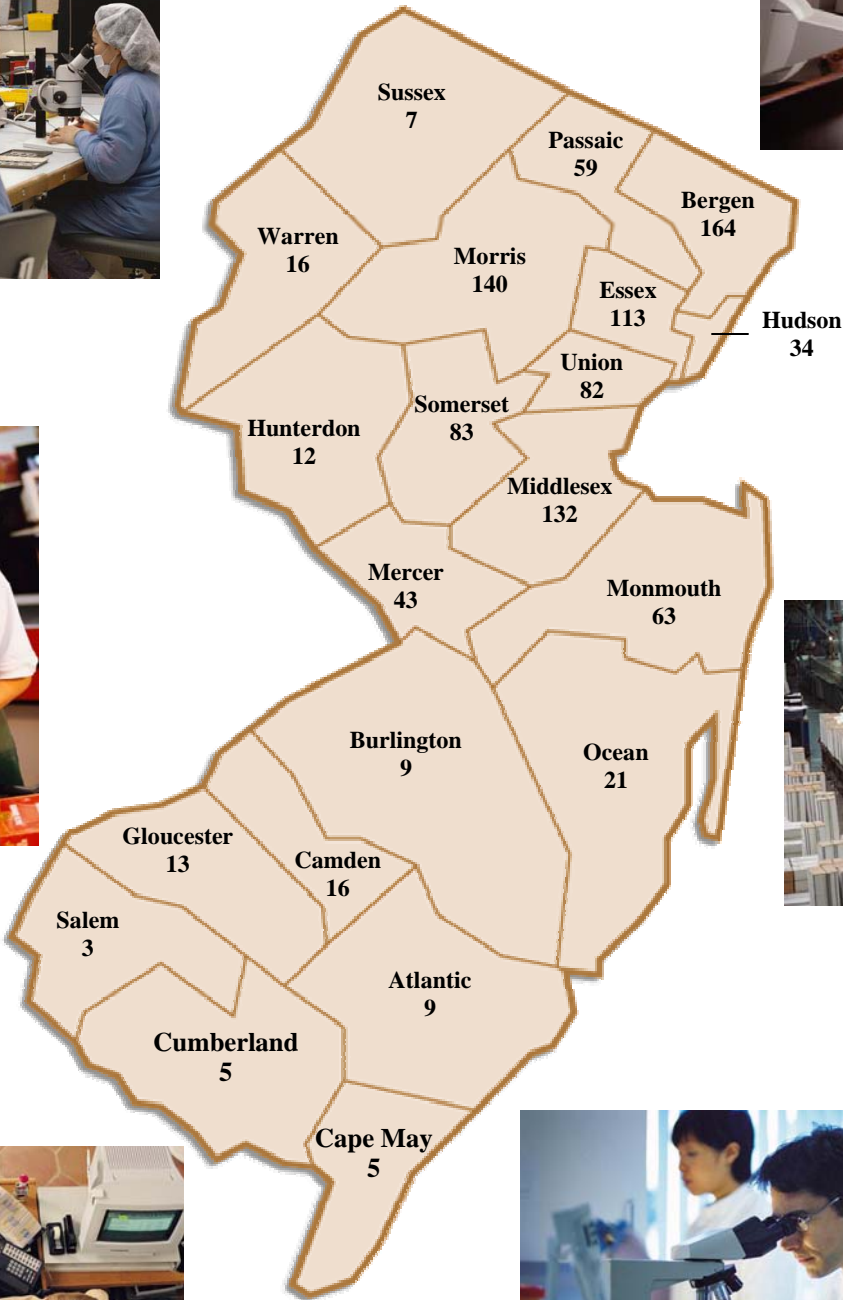 Sussex
7
Passaic
59
Bergen
164
Warren
16
Morris
140
Essex
113
Hudson
34
Union
82
Somerset
83
Hunterdon
12
Middlesex
132
Mercer
43
Monmouth
63
Burlington
9
Ocean
21
Gloucester
13
Camden
16
Salem
3
Atlantic
9
Cumberland
5
Cape May
5